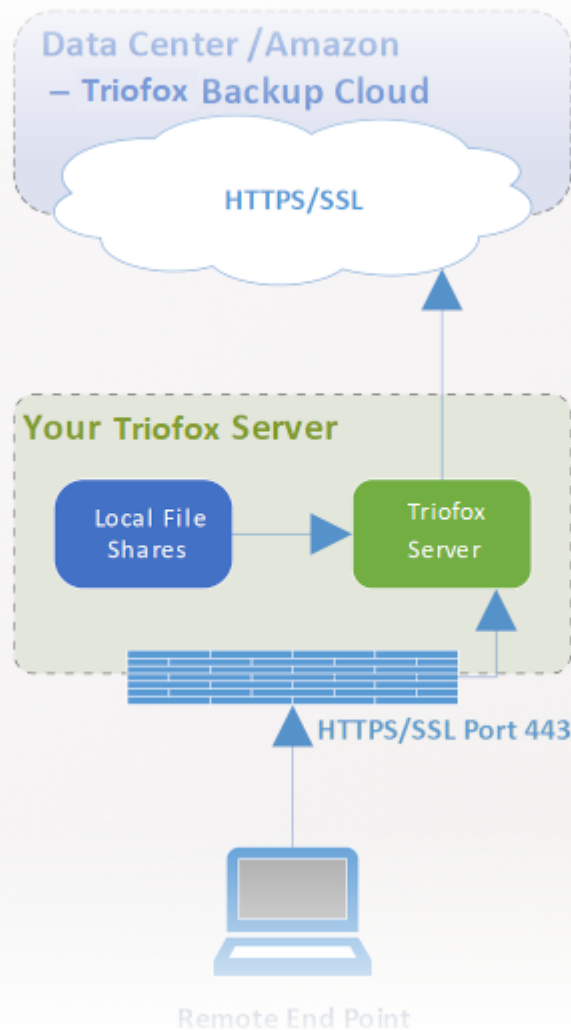 Data Center /Amazon
– Triofox Backup Cloud
HTTPS/SSL
Your Triofox Server
Local File
Shares
Triofox
Server
HTTPS/SSL Port 443
Remote End Point